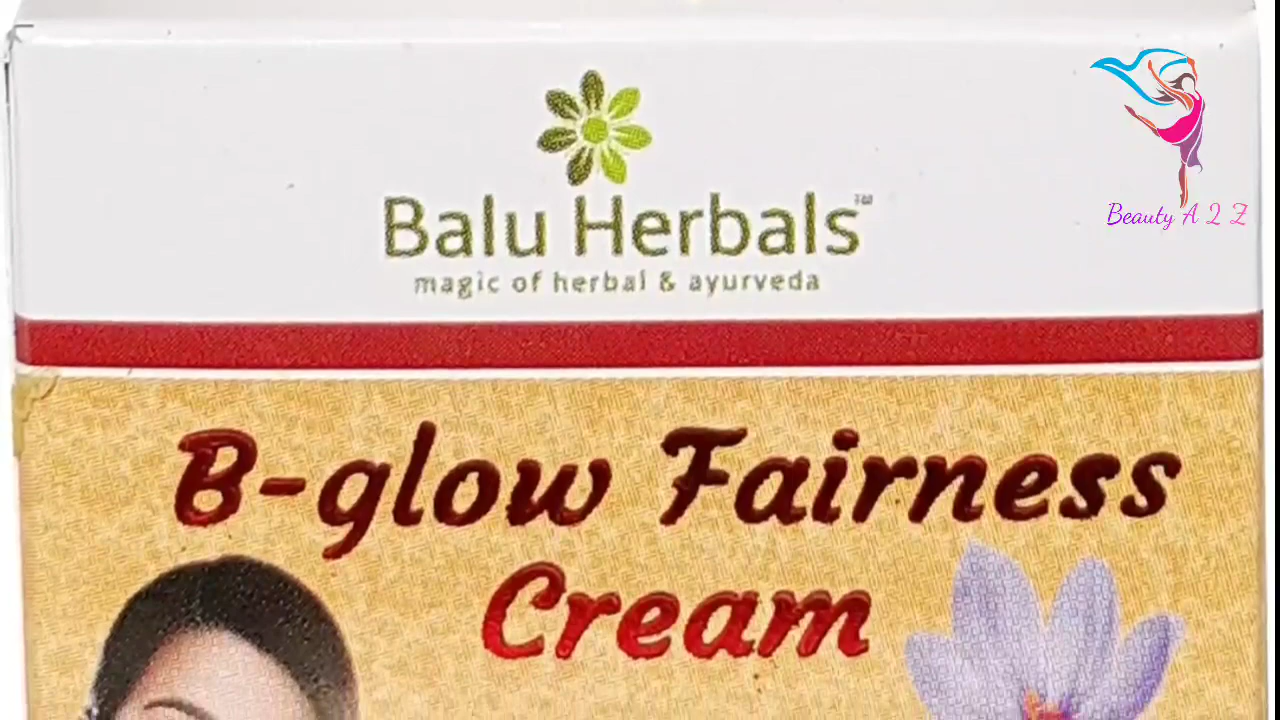 Balu Herbals™
magic of herbal & ayurveda
Beauty A 2 Z
B-glow Fairness
Cream